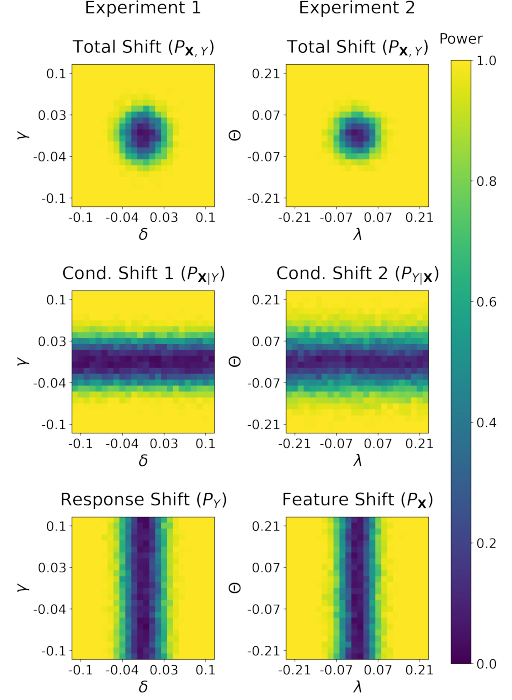 Experiment 1
Experiment 2
Total Shift (P_{X, Y})
Total Shift (P_{X, Y})
Power
0.1
0.03
-0.04
-0.1
γ
-0.1 -0.04 0.03 0.1
δ
0.21
0.07
-0.07
-0.21
Θ
-0.21 -0.07 0.07 0.21
λ
Cond. Shift 1 (P_{X|Y})
Cond. Shift 2 (P_{Y|X})
0.1
0.03
-0.04
-0.1
γ
-0.1 -0.04 0.03 0.1
δ
0.21
0.07
-0.07
-0.21
Θ
-0.21 -0.07 0.07 0.21
λ
Response Shift (P_Y)
Feature Shift (P_X)
0.1
0.03
-0.04
-0.1
γ
-0.1 -0.04 0.03 0.1
δ
0.21
0.07
-0.07
-0.21
Θ
-0.21 -0.07 0.07 0.21
λ
1.0
0.8
0.6
0.4
0.2
0.0